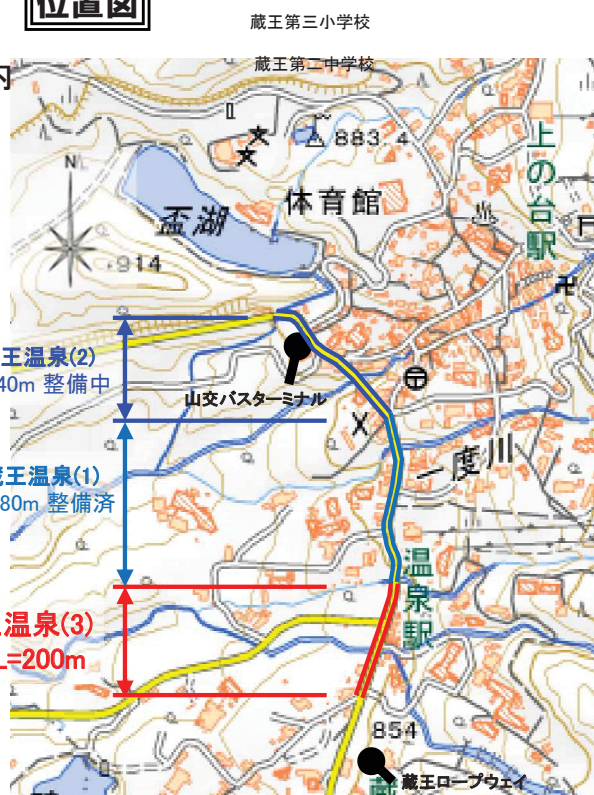 位置図
蔵王第三小学校
蔵王第二中学校
内
N
883.4
上の台駅
体育館
盃湖
914
王温泉(2)
40m 整備中
山交バスターミナル
一度川
蔵王温泉(1)
80m 整備済
温泉駅
王温泉(3)
L=200m
854
蔵
蔵王ロープウェイ